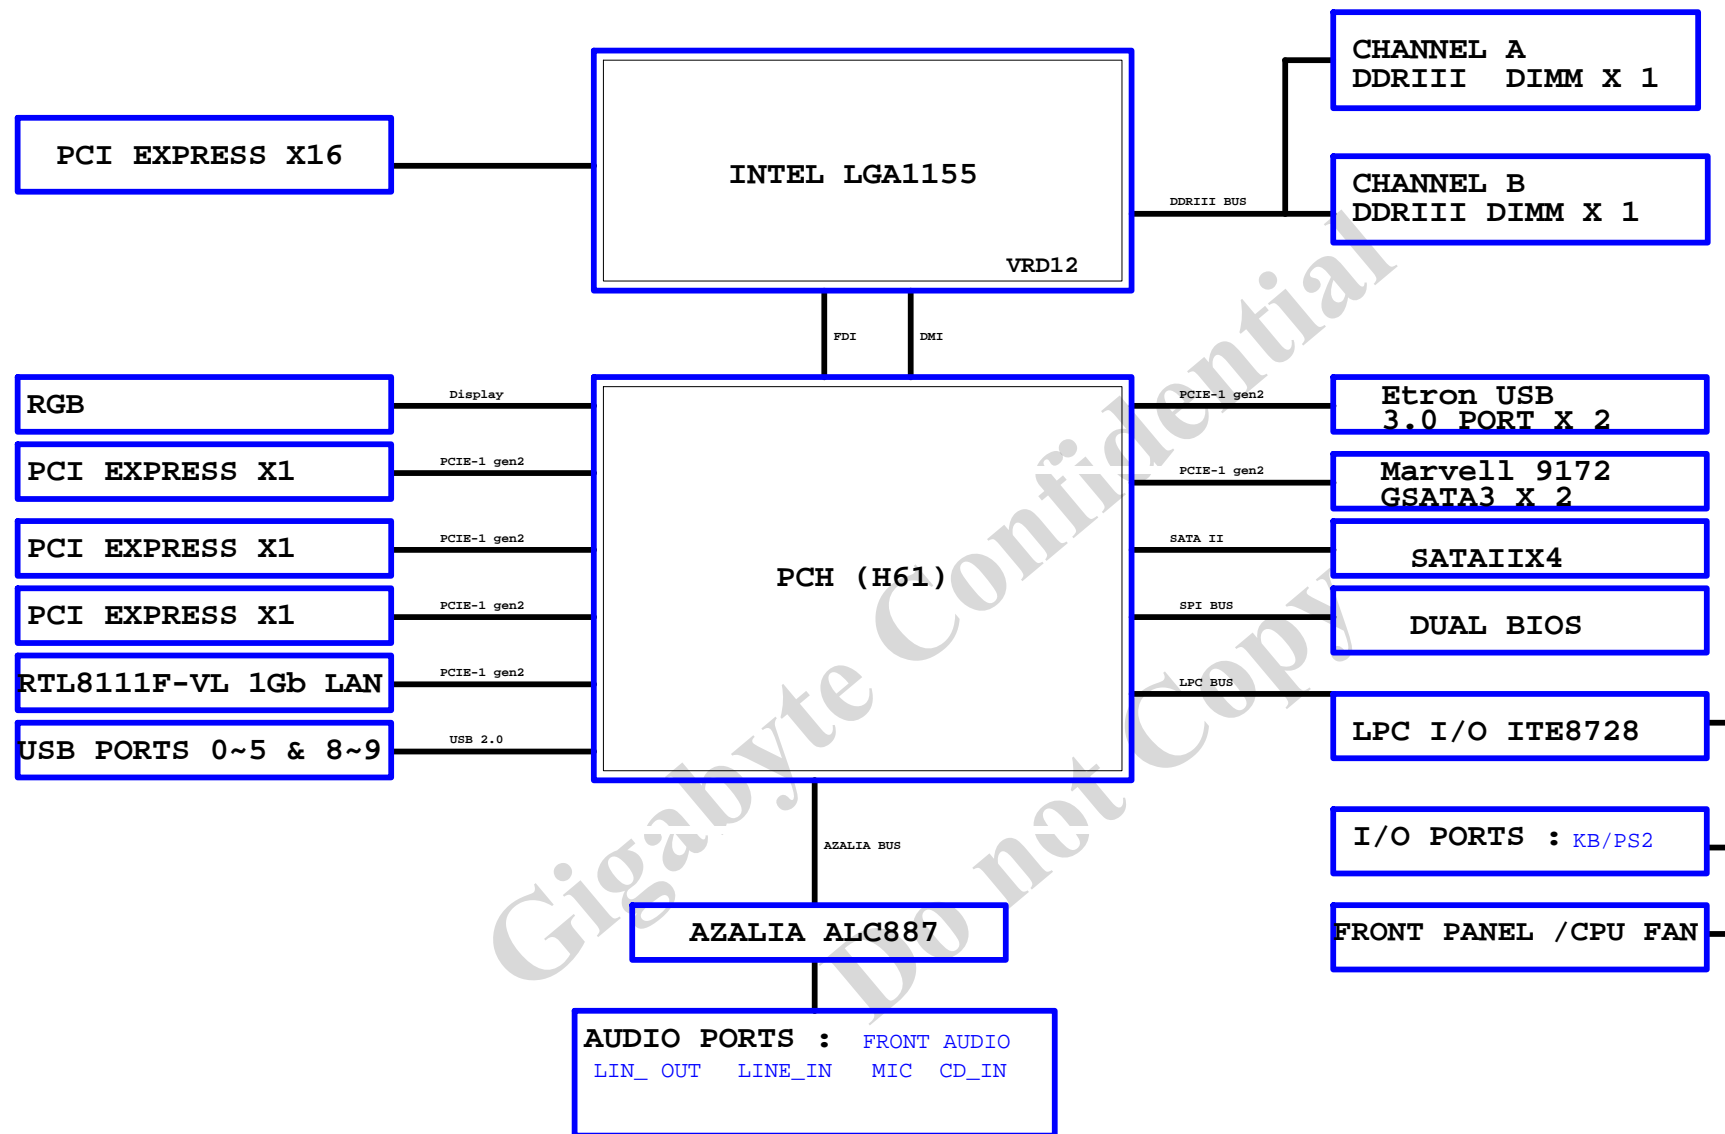 CHANNEL A
DDRIII DIMM X 1
PCI EXPRESS X16
INTEL LGA1155
VRD12
DDRIII BUS
CHANNEL B
DDRIII DIMM X 1
FDI
DMI
RGB
Display
PCI EXPRESS X1
PCIE-1 gen2
PCI EXPRESS X1
PCIE-1 gen2
PCI EXPRESS X1
PCIE-1 gen2
RTL8111F-VL 1Gb LAN
PCIE-1 gen2
USB PORTS 0~5 & 8~9
USB 2.0
PCH (H61)
PCIE-1 gen2
Etron USB
3.0 PORT X 2
PCIE-1 gen2
Marvell 9172
GSATA3 X 2
SATA II
SATAIIX4
SPI BUS
DUAL BIOS
LPC BUS
LPC I/O ITE8728
I/O PORTS : KB/PS2
FRONT PANEL /CPU FAN
AZALIA BUS
AZALIA ALC887
AUDIO PORTS : FRONT AUDIO
LIN_ OUT LINE_IN MIC CD_IN
Gigabyte Confidential
Do not Copy